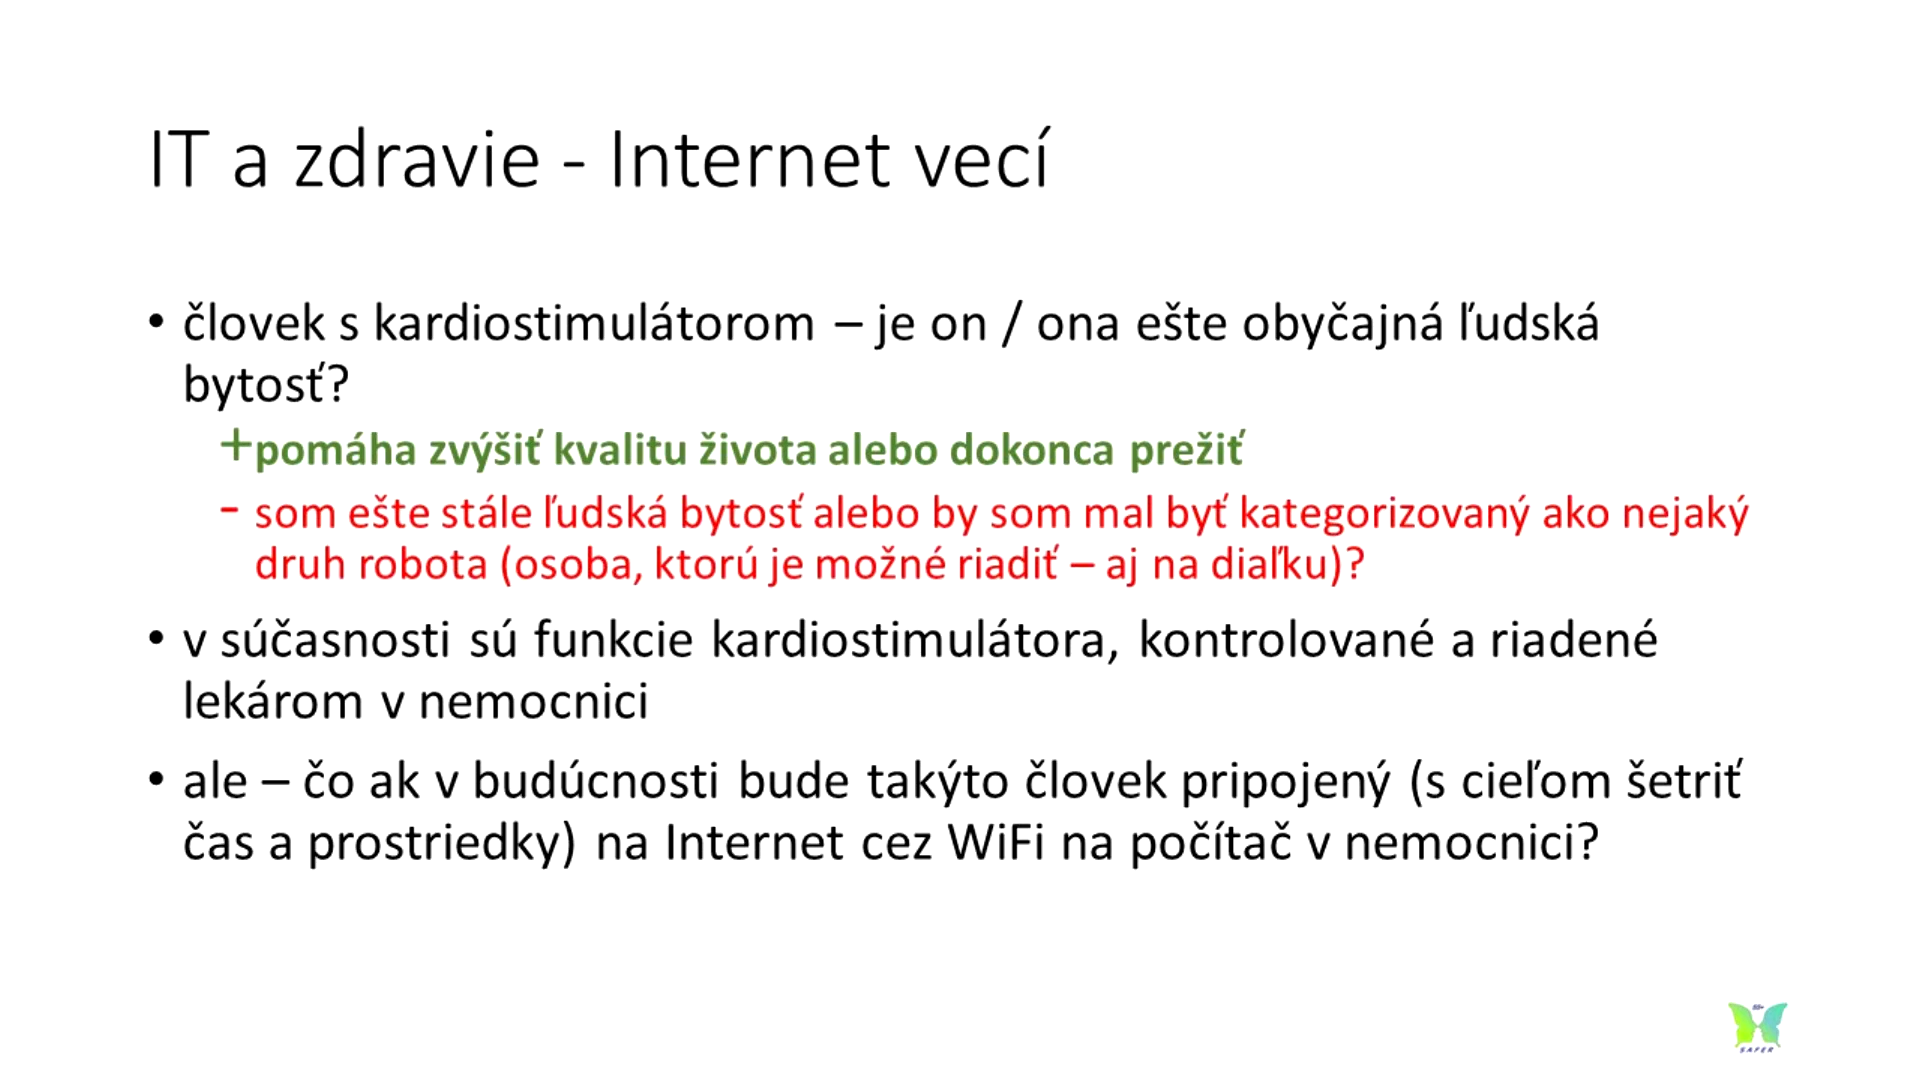 IT a zdravie - Internet vecí
• človek s kardiostimulátorom – je on / ona ešte obyčajná ľudská
bytosť?
+pomáha zvýšiť kvalitu života alebo dokonca prežiť
- som ešte stále ľudská bytosť alebo by som mal byť kategorizovaný ako nejaký
druh robota (osoba, ktorú je možné riadiť – aj na diaľku)?
• v súčasnosti sú funkcie kardiostimulátora, kontrolované a riadené
lekárom v nemocnici
• ale – čo ak v budúcnosti bude takýto človek pripojený (s cieľom šetriť
čas a prostriedky) na Internet cez WiFi na počítač v nemocnici?
SAFER